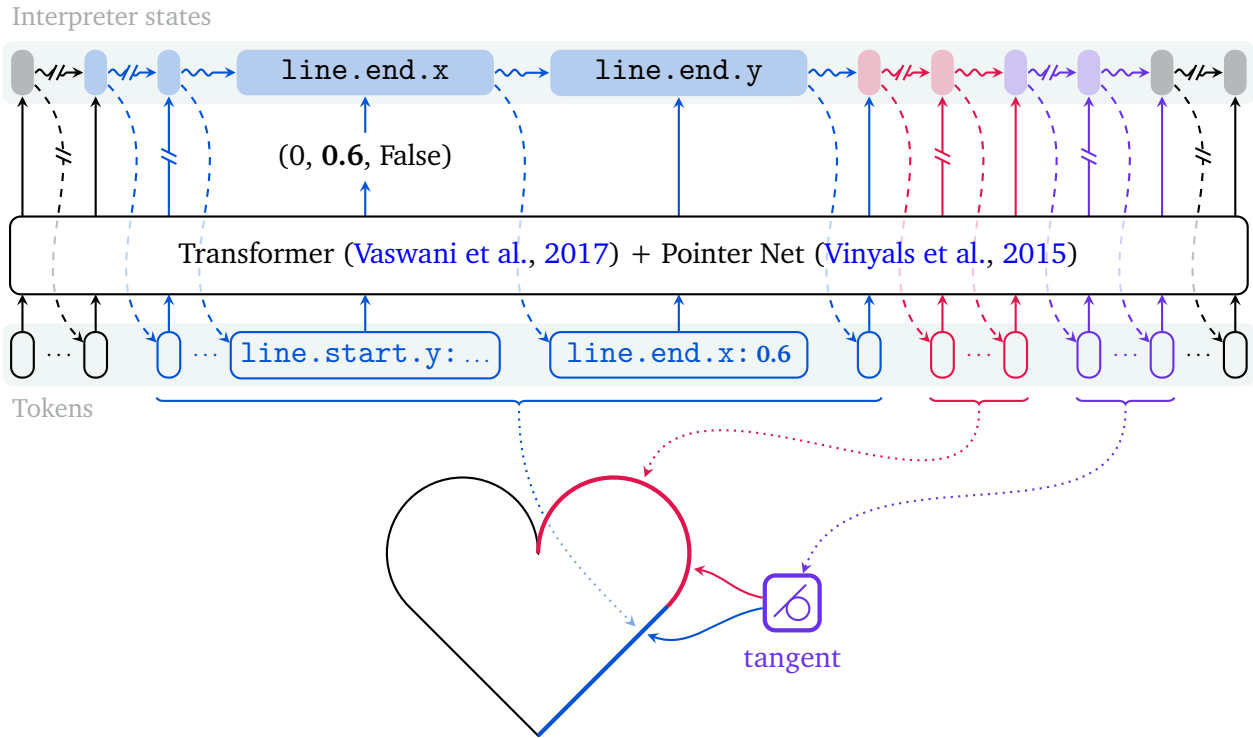 Interpreter states
line.end.x line.end.y
(0, 0.6, False)
Transformer (Vaswani et al., 2017) + Pointer Net (Vinyals et al., 2015)
... ... line.start.y: ... line.end.x: 0.6 ... ... ...
Tokens
tangent